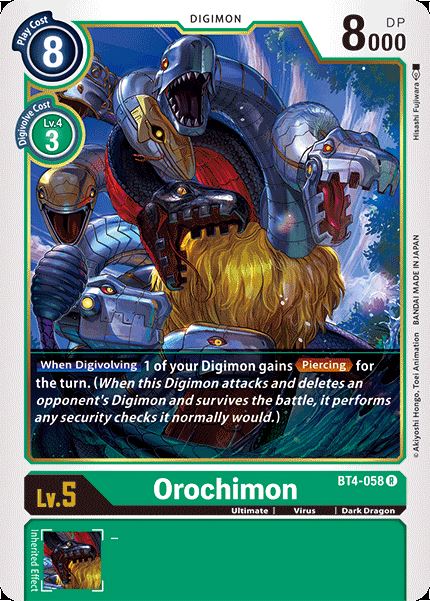 Play Cost
8
DIGIMON
8000
DP
Digivolve Cost
Lv.4
3
Hisashi Fujiwara
© Akiyoshi Hongo, Toei Animation BANDAI MADE IN JAPAN
When Digivolving 1 of your Digimon gains Piercing for
the turn. (When this Digimon attacks and deletes an
opponent's Digimon and survives the battle, it performs
any security checks it normally would.)
Lv.5
Orochimon
BT4-058 R
Ultimate | Virus | Dark Dragon
Inherited Effect
–